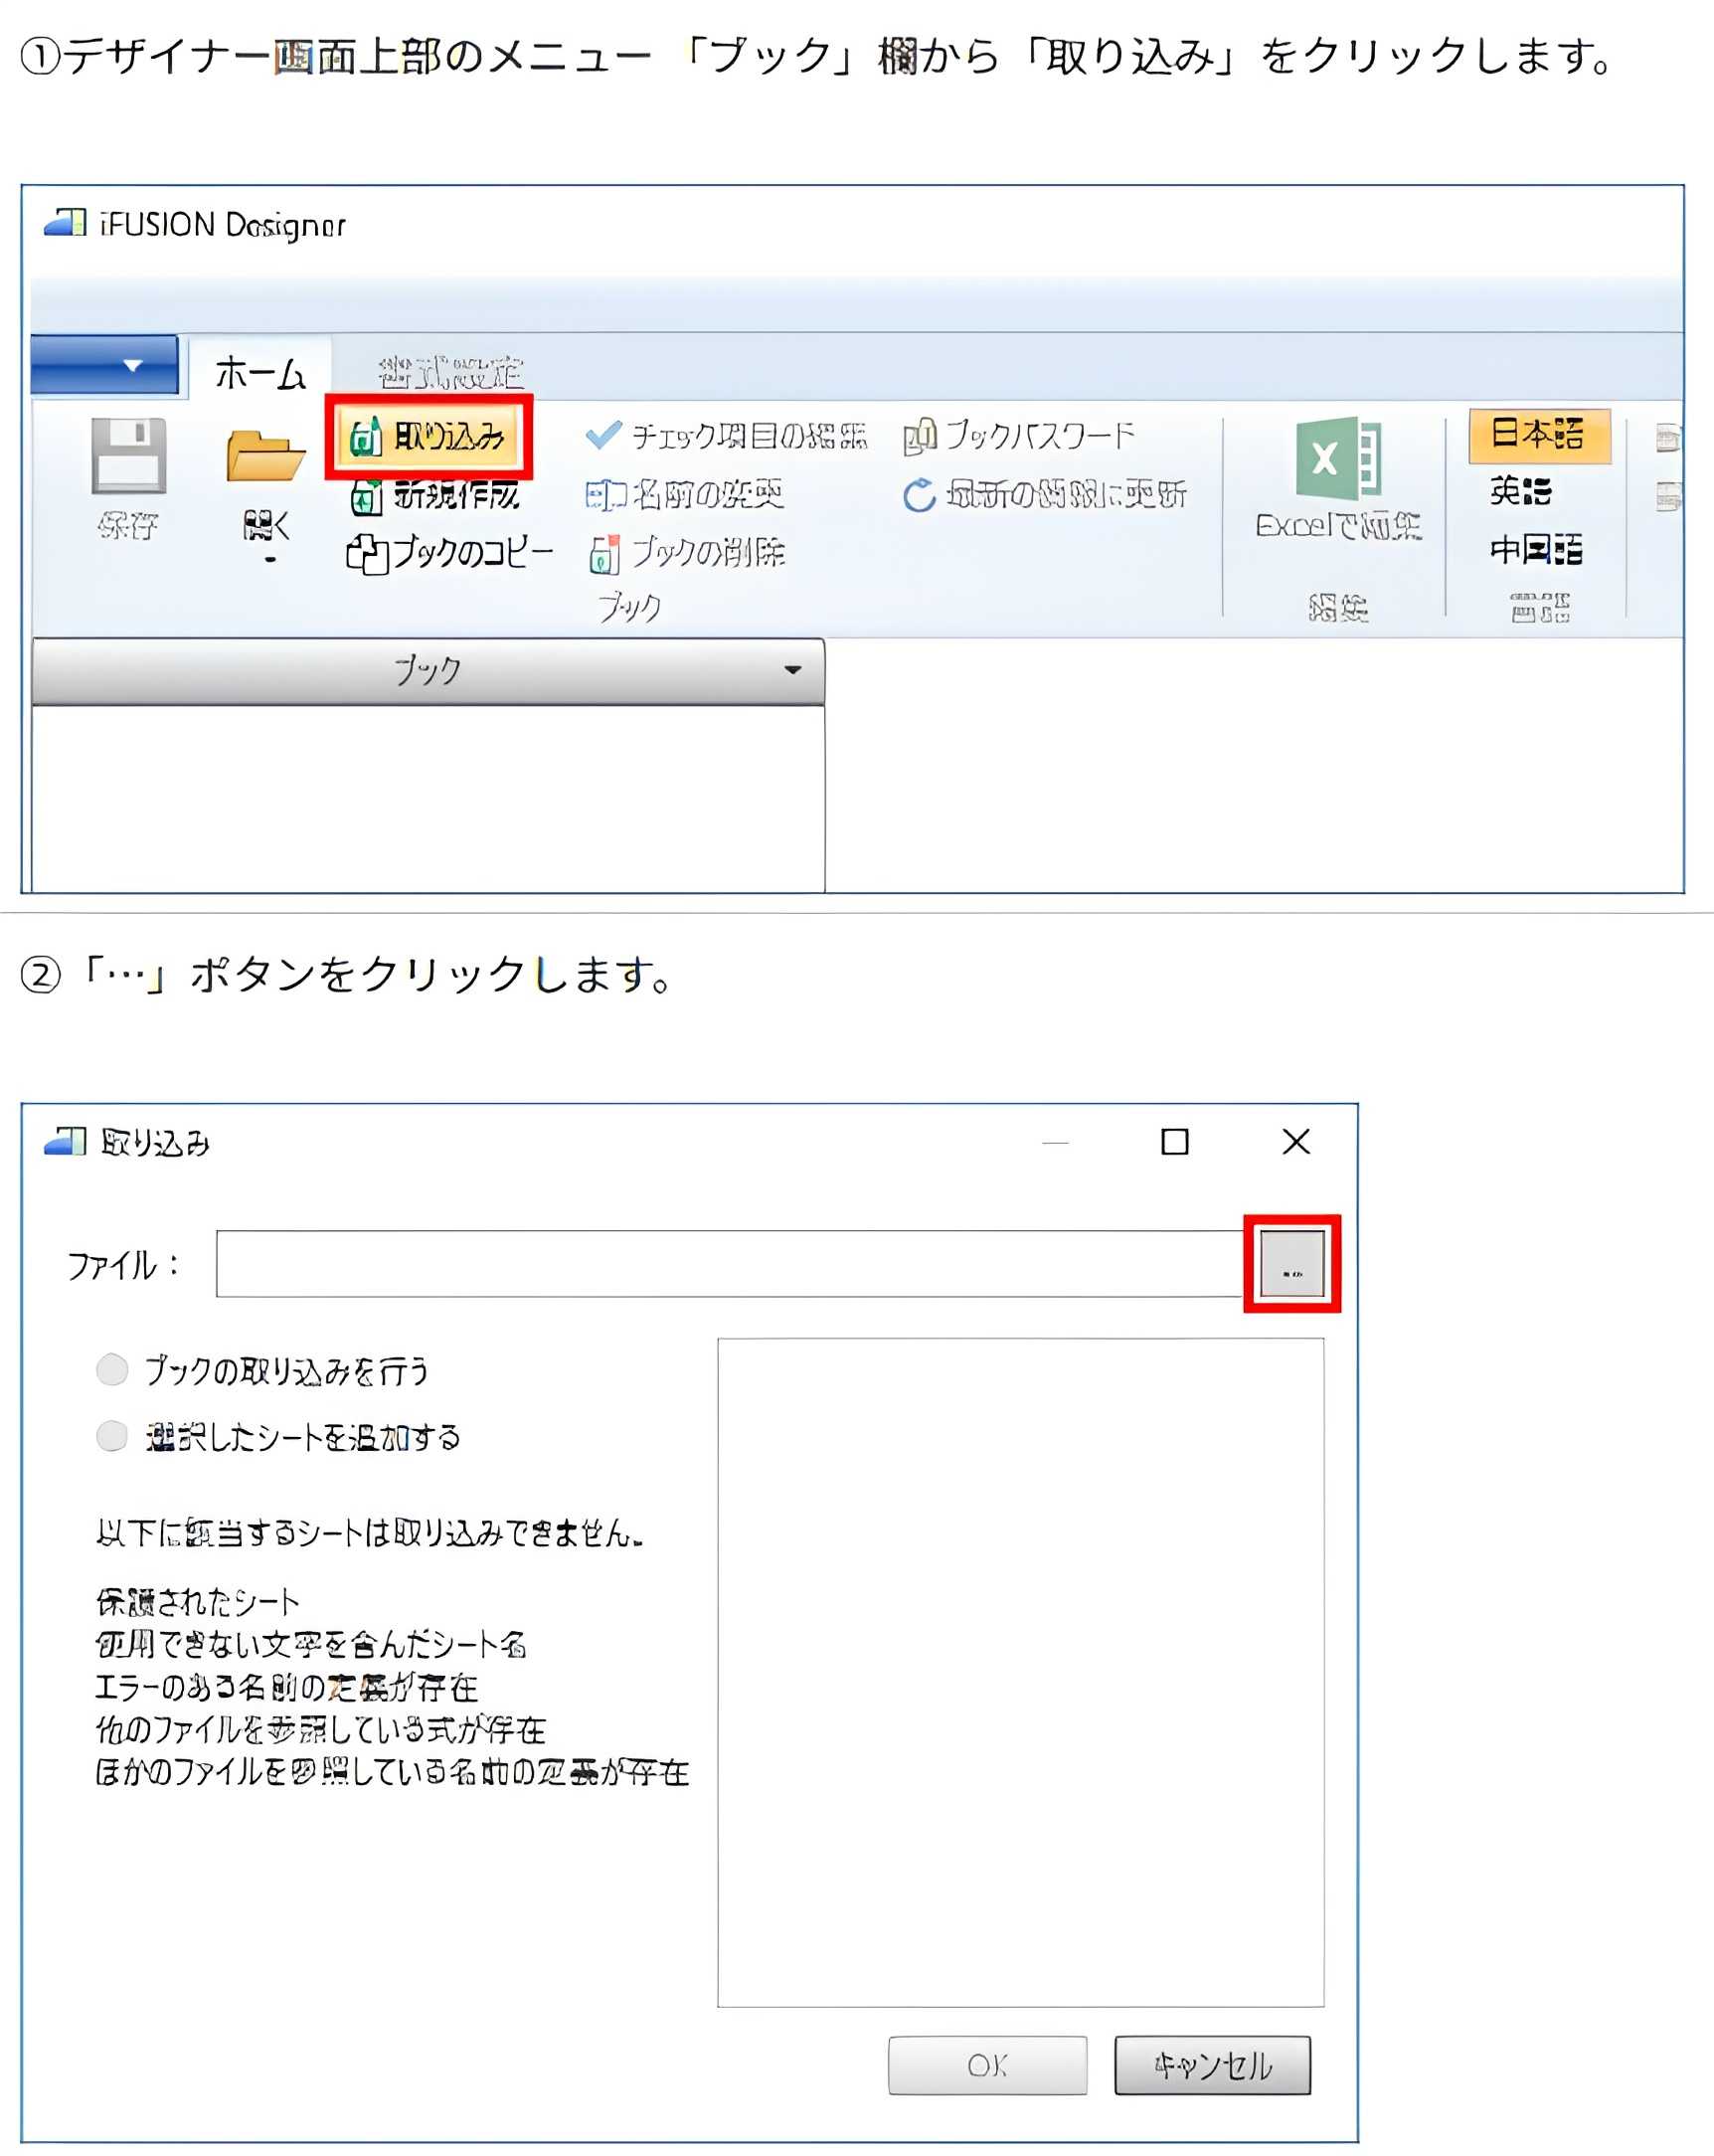 ①デザイナー画面上部のメニュー「ブック」欄から「取り込み」をクリックします。
iFUSION Designer
ホーム 書式設定
保存
開く
取り込み
新規作成
ブックのコピー
チェック項目の編集
名前の変更
ブックの削除
ブックパスワード
最新の情報に更新
ブック
Excelで編集
編集
日本語
英語
中国語
言語
ブック
②「…」ボタンをクリックします。
取り込み
ファイル：
...
ブックの取り込みを行う
選択したシートを追加する
以下に該当するシートは取り込みできません。
保護されたシート
使用できない文字を含んだシート名
エラーのある名前の定義が存在
他のファイルを参照している式が存在
ほかのファイルを参照している名前の定義が存在
OK
キャンセル